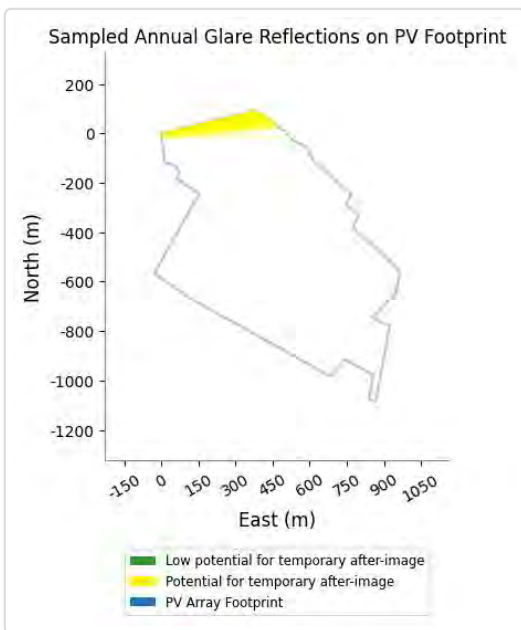 Sampled Annual Glare Reflections on PV Footprint
200
0
-200
-400
-600
-800
-1000
-1200
North (m)
-150 0 150 300 450 600 750 900 1050
East (m)
Low potential for temporary after-image
Potential for temporary after-image
PV Array Footprint